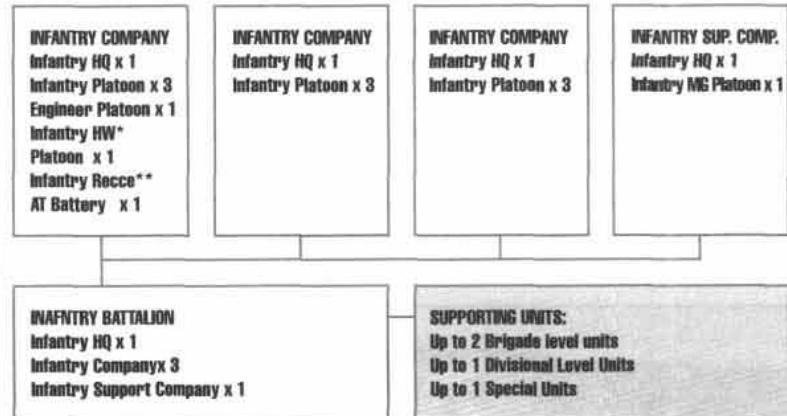 INFANTRY COMPANY
Infantry HQ x 1
Infantry Platoon x 3
Engineer Platoon x 1
Infantry HW*
Platoon x 1
Infantry Recce**
AT Battery x 1
INFANTRY COMPANY
Infantry HQ x 1
Infantry Platoon x 3
INFANTRY COMPANY
Infantry HQ x 1
Infantry Platoon x 3
INFANTRY SUP. COMP.
Infantry HQ x 1
Infantry MG Platoon x 1
INAFNTRY BATTALION
Infantry HQ x 1
Infantry Companyx 3
Infantry Support Company x 1
SUPPORTING UNITS:
Up to 2 Brigade level units
Up to 1 Divisional Level Units
Up to 1 Special Units